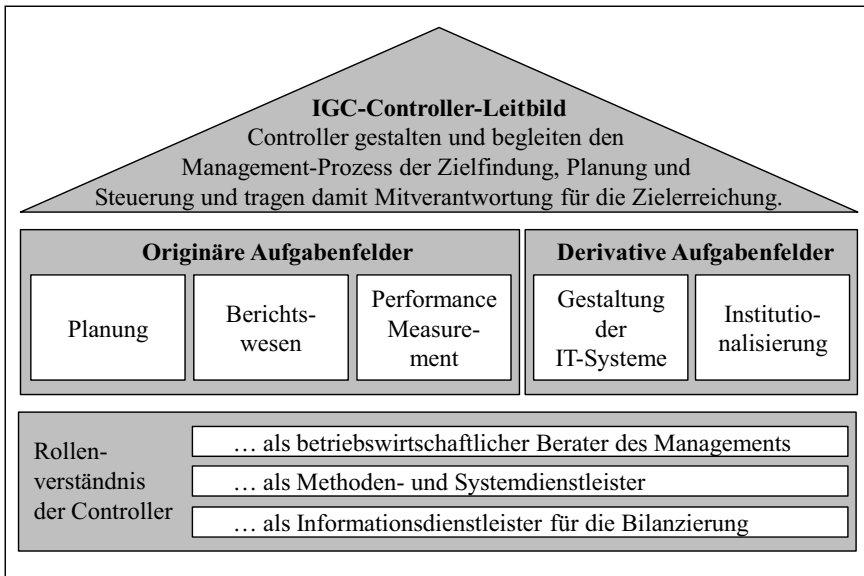 IGC-Controller-Leitbild
Controller gestalten und begleiten den
Management-Prozess der Zielfindung, Planung und
Steuerung und tragen damit Mitverantwortung für die Zielerreichung.
Originäre Aufgabenfelder
Planung
Berichts-
wesen
Performance
Measure-
ment
Derivative Aufgabenfelder
Gestaltung
der
IT-Systeme
Institutio-
nalisierung
Rollen-
verständnis
der Controller
… als betriebswirtschaftlicher Berater des Managements
… als Methoden- und Systemdienstleister
… als Informationsdienstleister für die Bilanzierung